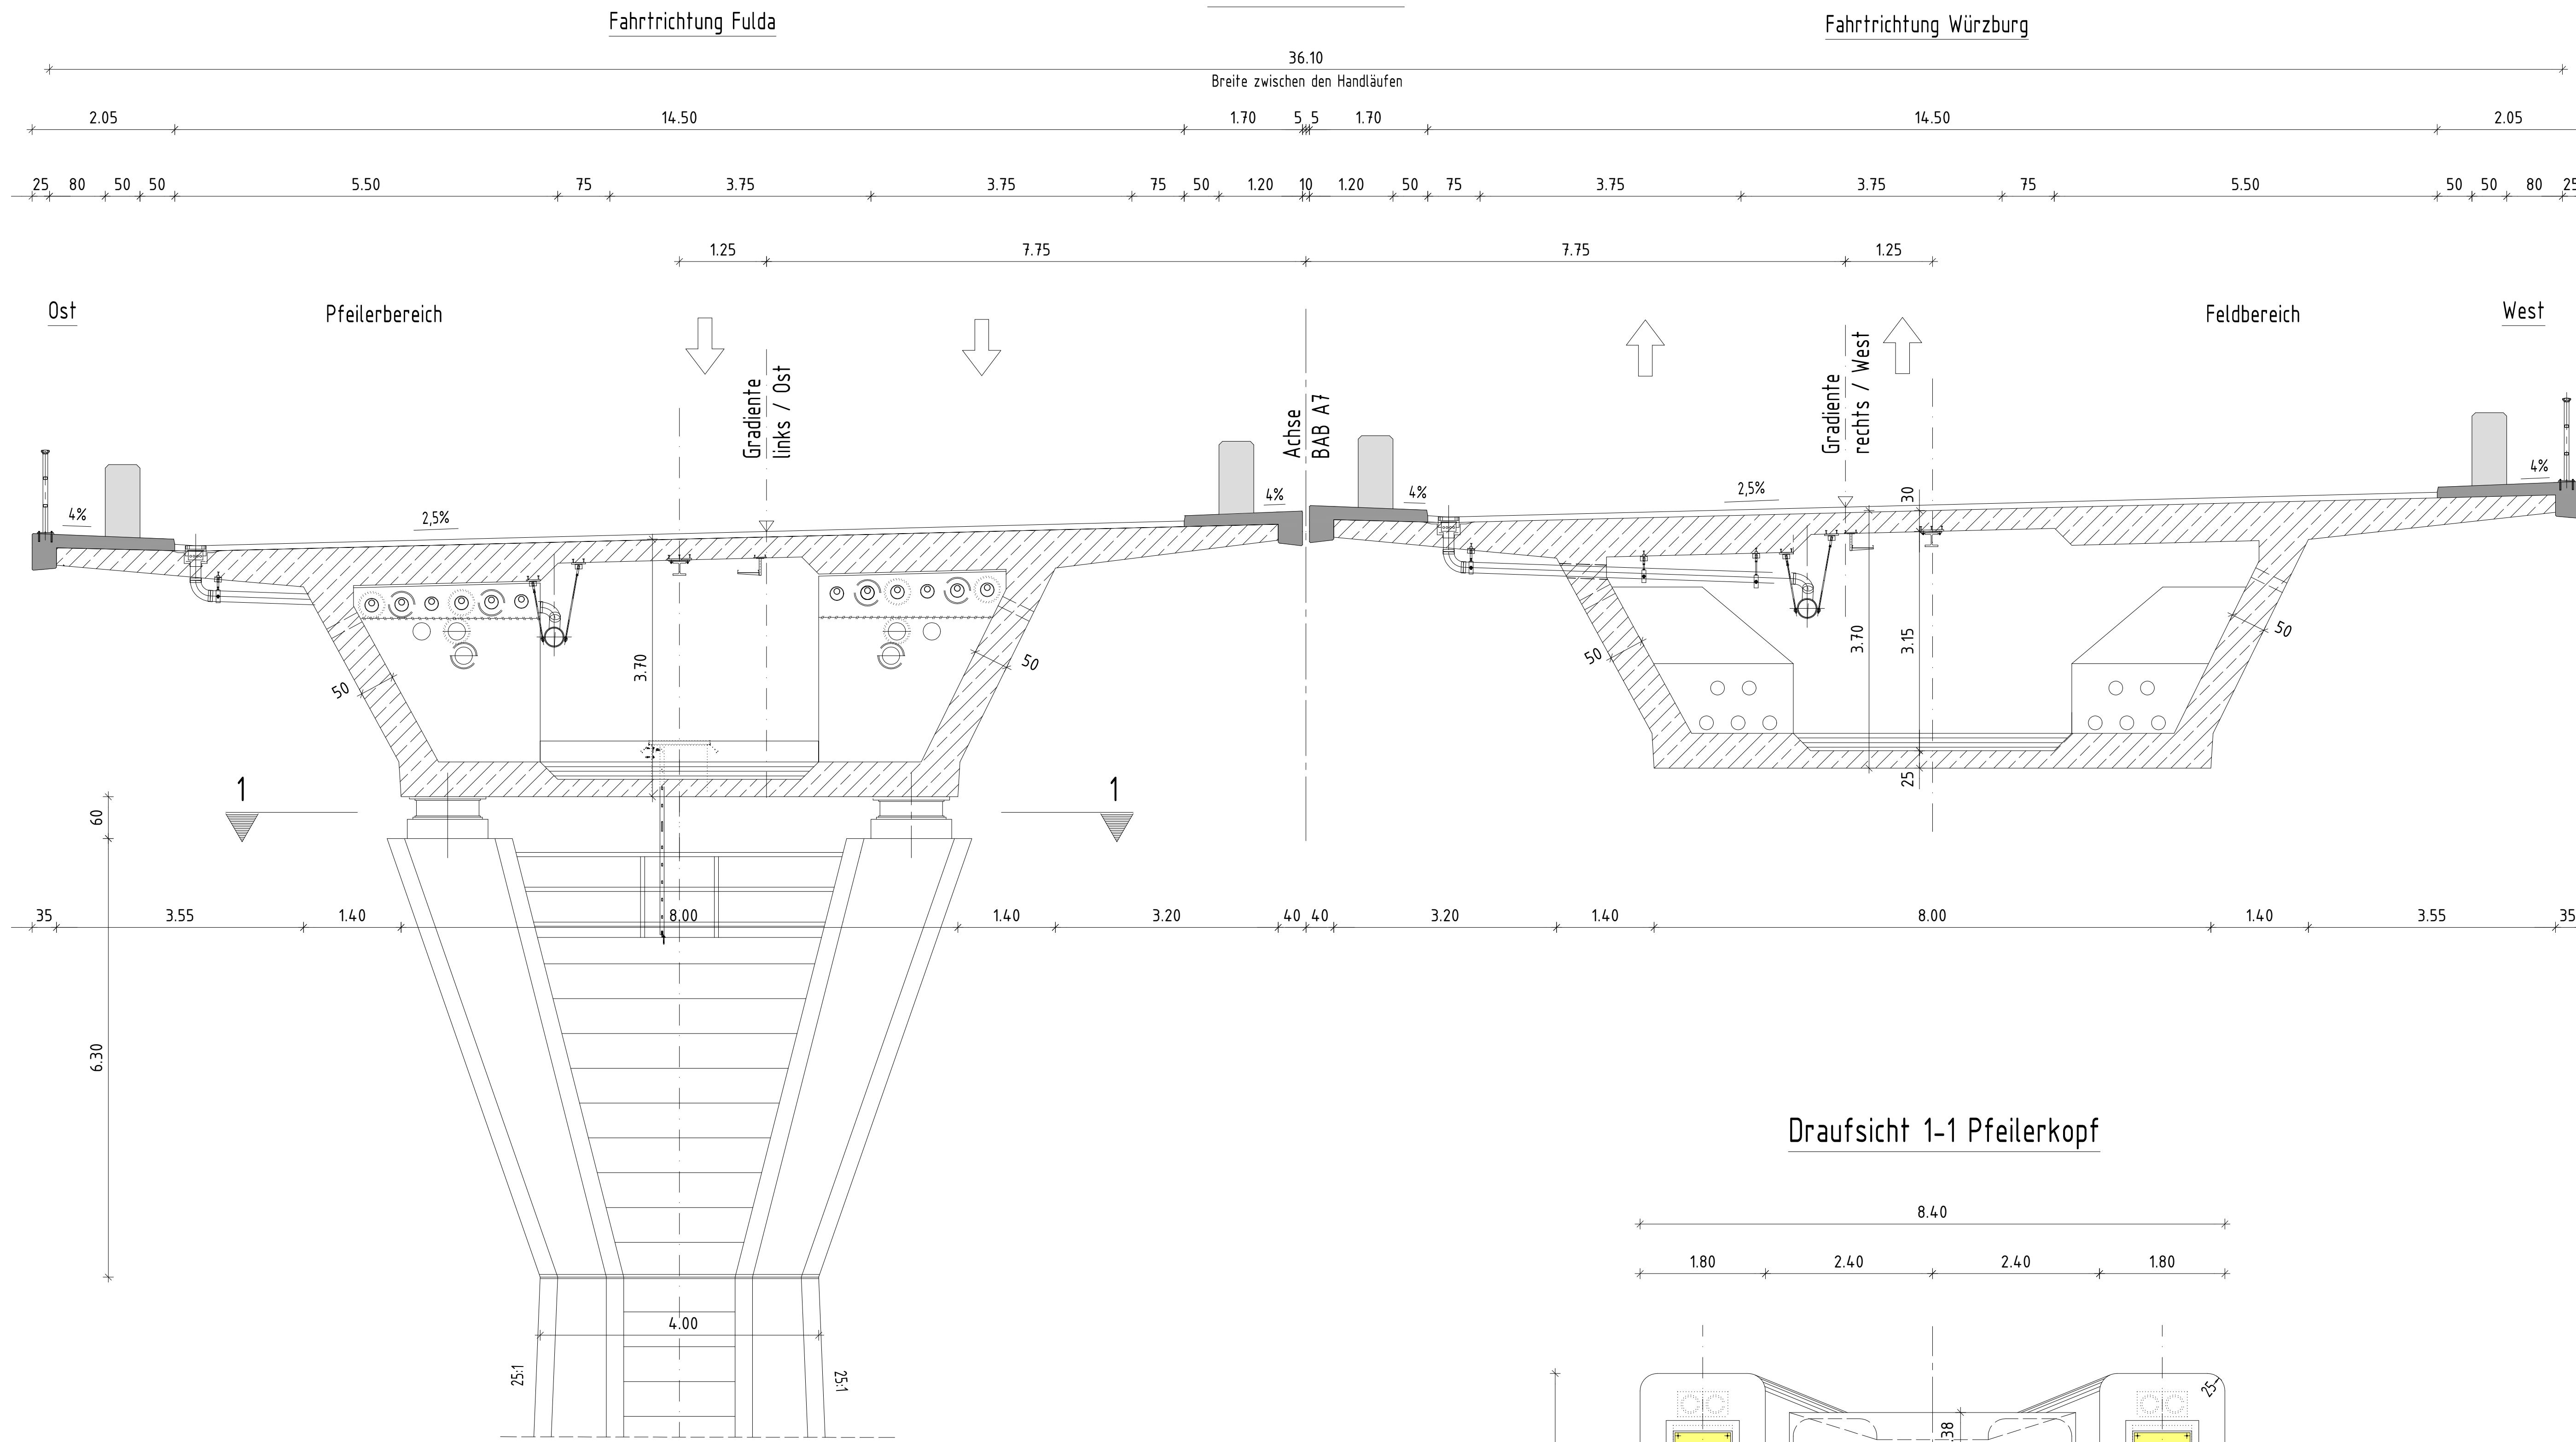 Fahrtrichtung Fulda
Fahrtrichtung Würzburg
36.10
Breite zwischen den Handläufen
2.05 14.50 1.70 5 5 1.70 14.50 2.05
25 80 50 50 5.50 75 3.75 3.75 75 50 1.20 10 1.20 50 75 3.75 3.75 75 5.50 50 50 80 25
1.25 7.75 7.75 1.25
Ost
Pfeilerbereich
Feldbereich
West
Gradiente
links / Ost
Achse
BAB A7
Gradiente
rechts / West
4%
2,5%
4%
4%
2,5%
4%
30
50
3.70
50
50
3.70
3.15
50
25
1
1
60
35 3.55 1.40 8.00 1.40 3.20 40 40 3.20 1.40 8.00 1.40 3.55 35
6.30
Draufsicht 1-1 Pfeilerkopf
8.40
1.80 2.40 2.40 1.80
4.00
25:1
25:1
25
38